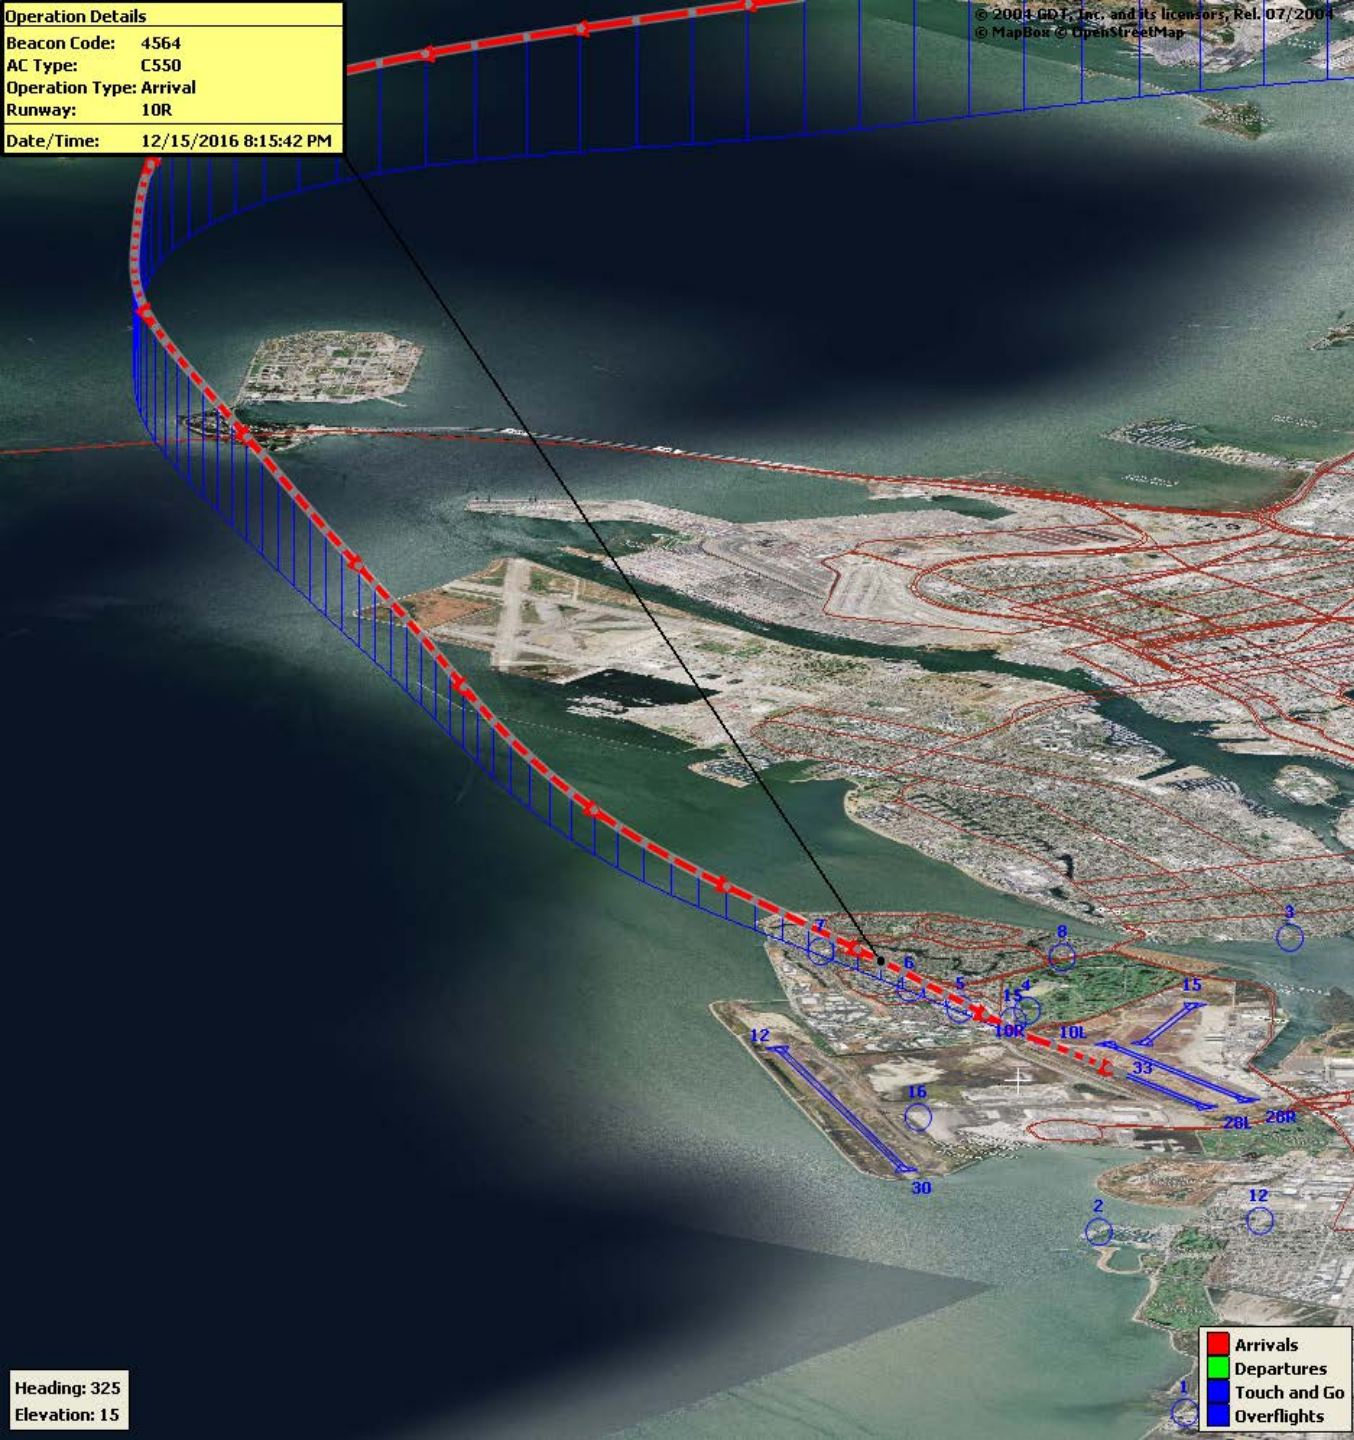 Operation Details
© 2004 GDT, Inc. and its licensors, Rel. 07/2004
© MapBox © OpenStreetMap
Beacon Code: 4564
AC Type: C550
Operation Type: Arrival
Runway: 10R
Date/Time: 12/15/2016 8:15:42 PM
3
7
8
6
5
15
4
15
10R
10L
12
33
16
28L
28R
30
2
12
1
Heading: 325
Elevation: 15
Arrivals
Departures
Touch and Go
Overflights